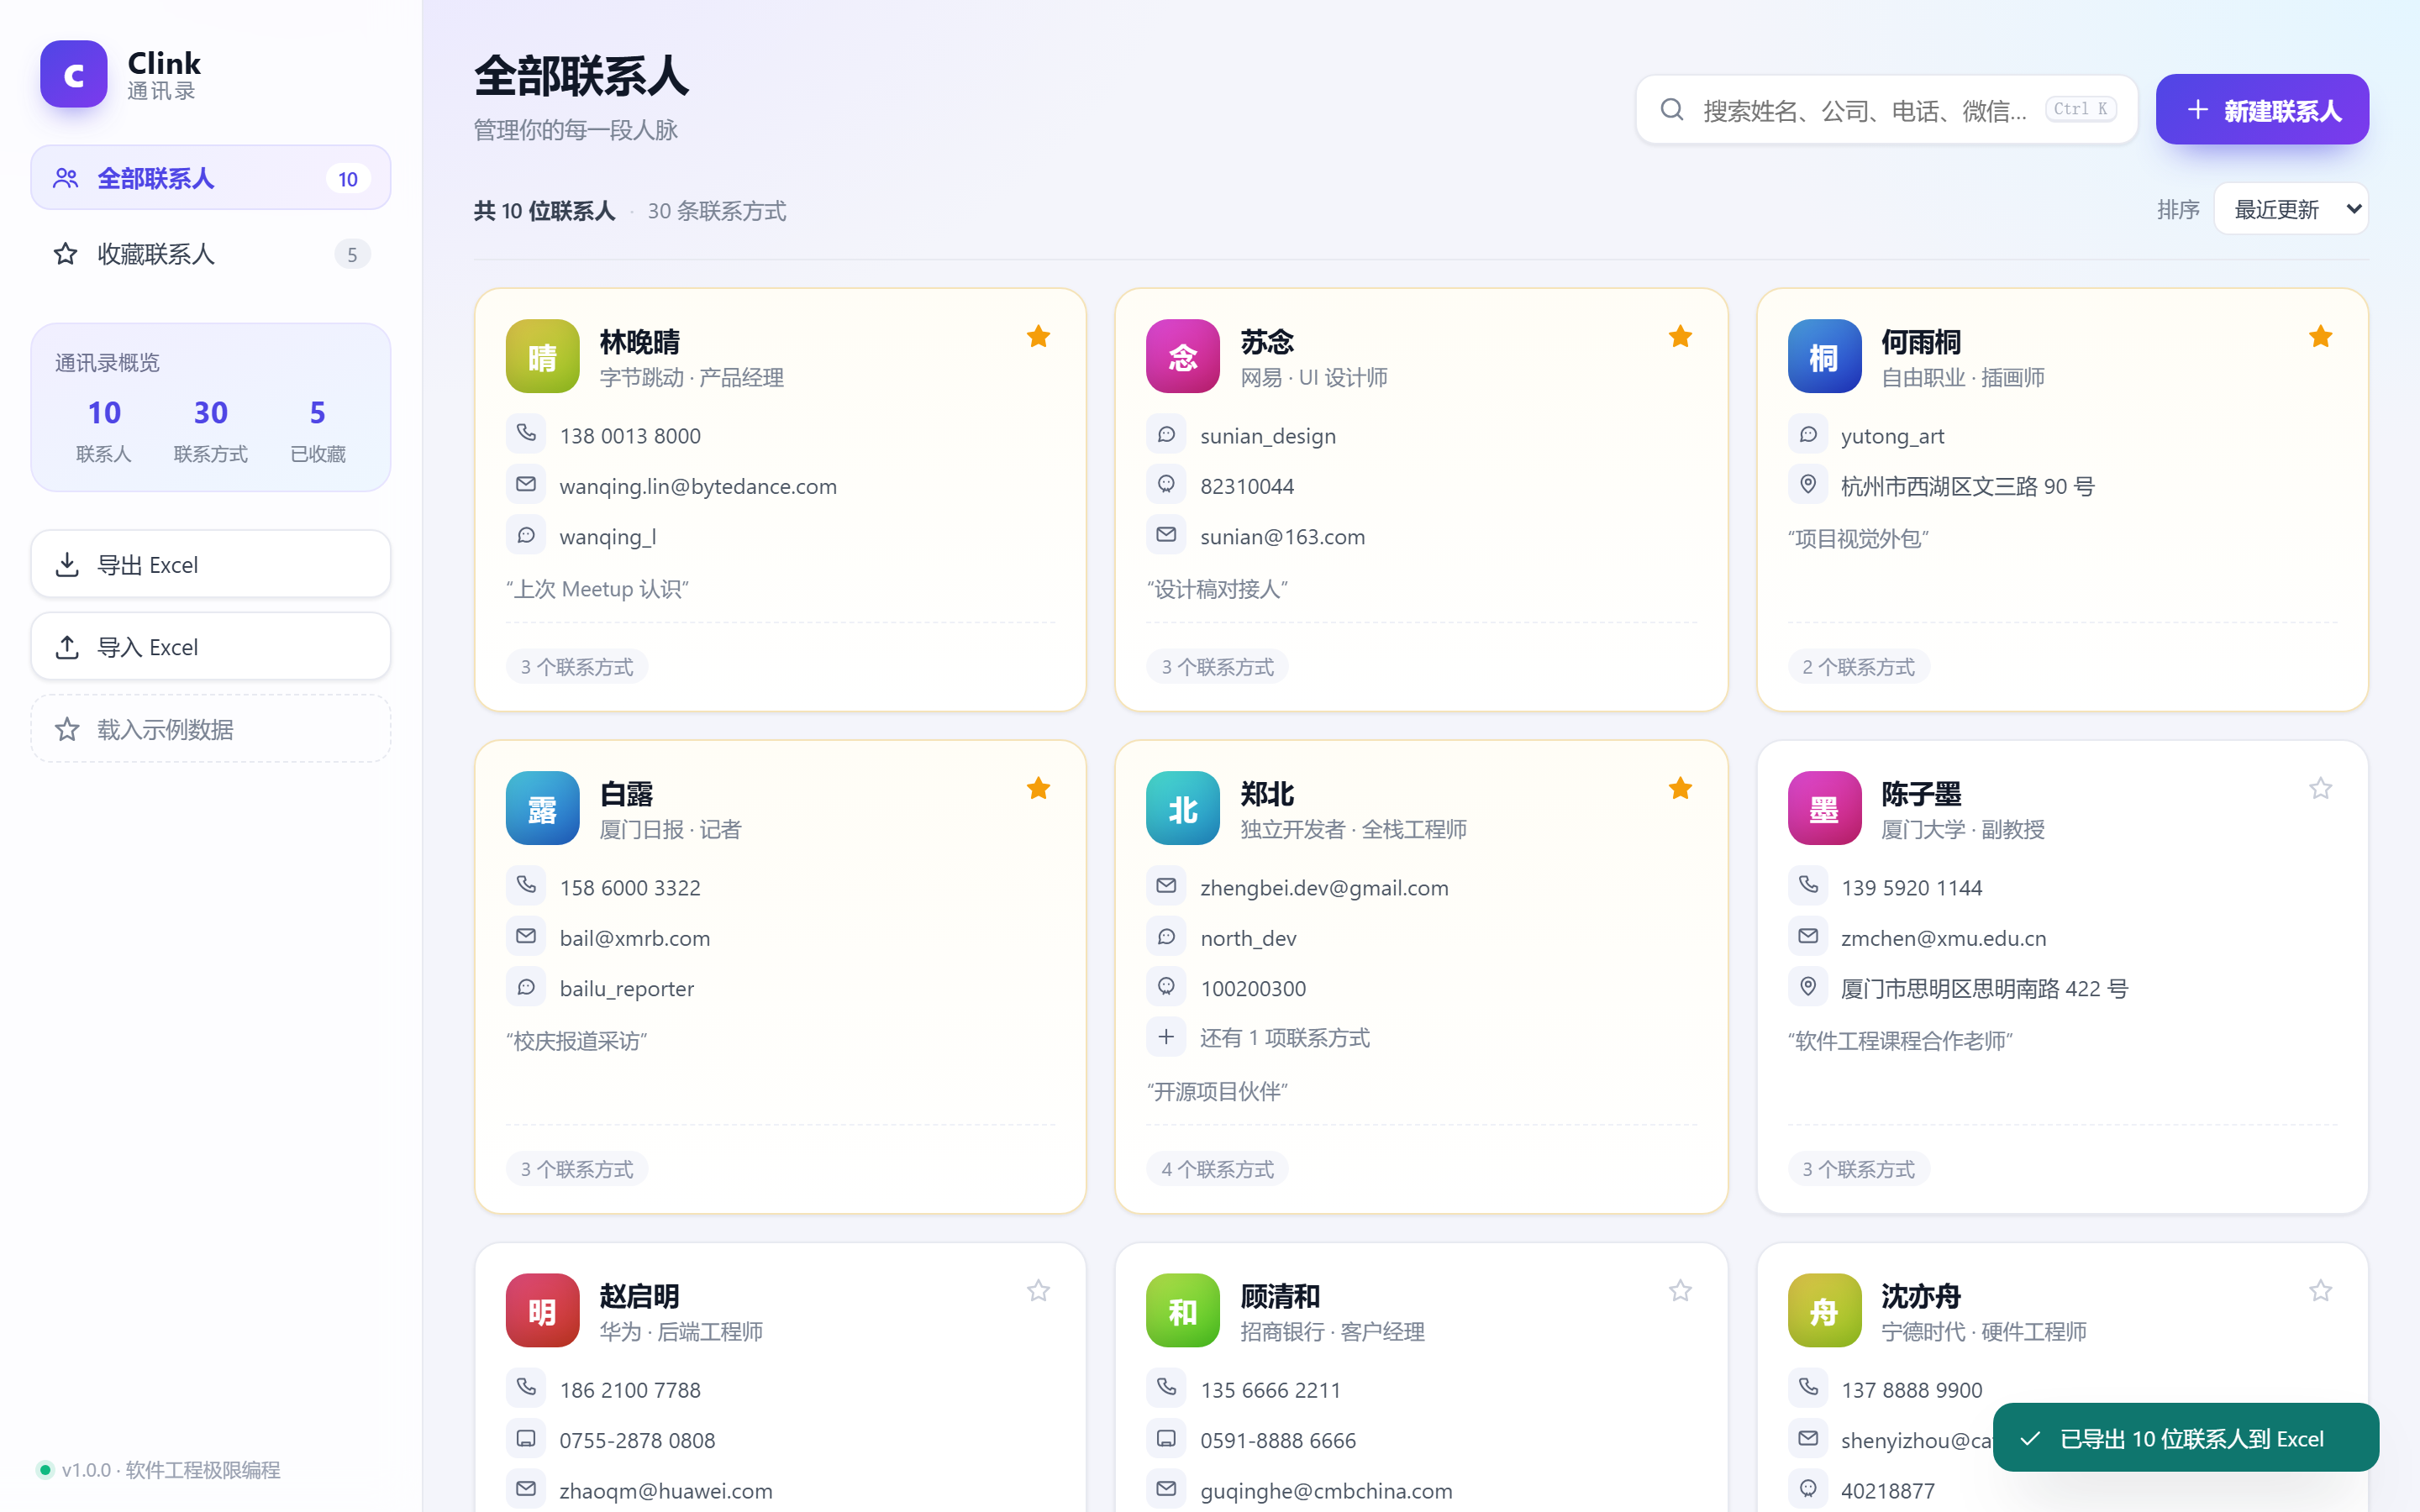 C
Clink
通讯录
全部联系人
10
收藏联系人
5
通讯录概览
10
30
5
联系人
联系方式
已收藏
导出 Excel
导入 Excel
载入示例数据
v1.0.0 · 软件工程极限编程
全部联系人
管理你的每一段人脉
搜索姓名、公司、电话、微信...
Ctrl K
新建联系人
共 10 位联系人 · 30 条联系方式
排序
最近更新
晴
林晚晴
字节跳动 · 产品经理
138 0013 8000
wanqing.lin@bytedance.com
wanqing_l
“上次 Meetup 认识”
3 个联系方式
念
苏念
网易 · UI 设计师
sunian_design
82310044
sunian@163.com
“设计稿对接人”
3 个联系方式
桐
何雨桐
自由职业 · 插画师
yutong_art
杭州市西湖区文三路 90 号
“项目视觉外包”
2 个联系方式
露
白露
厦门日报 · 记者
158 6000 3322
bail@xmrb.com
bailu_reporter
“校庆报道采访”
3 个联系方式
北
郑北
独立开发者 · 全栈工程师
zhengbei.dev@gmail.com
north_dev
100200300
还有 1 项联系方式
“开源项目伙伴”
4 个联系方式
墨
陈子墨
厦门大学 · 副教授
139 5920 1144
zmchen@xmu.edu.cn
厦门市思明区思明南路 422 号
“软件工程课程合作老师”
3 个联系方式
明
赵启明
华为 · 后端工程师
186 2100 7788
0755-2878 0808
zhaoqm@huawei.com
和
顾清和
招商银行 · 客户经理
135 6666 2211
0591-8888 6666
guqinghe@cmbchina.com
舟
沈亦舟
宁德时代 · 硬件工程师
137 8888 9900
shenyizhou@ca
40218877
已导出 10 位联系人到 Excel